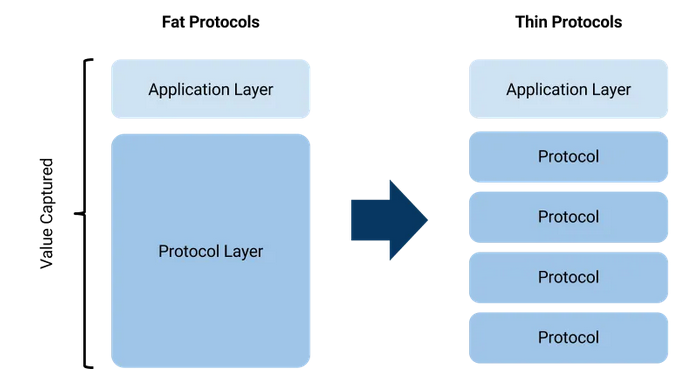 Fat Protocols
Thin Protocols
Value Captured
Application Layer
Protocol Layer
Application Layer
Protocol
Protocol
Protocol
Protocol